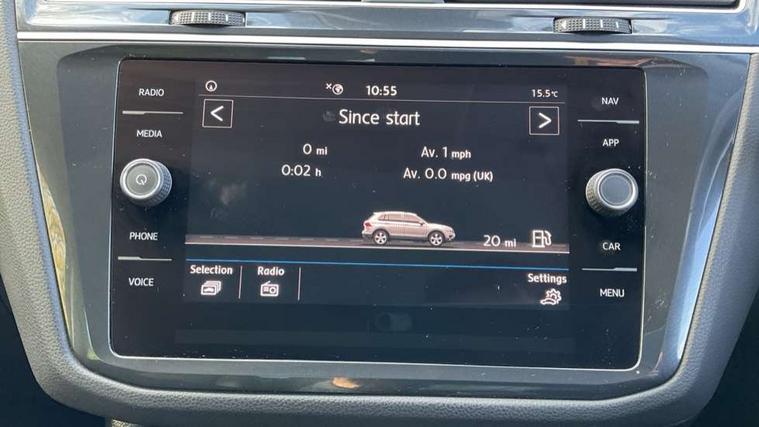 RADIO
MEDIA
PHONE
VOICE
10:55
15.5°C
<
Since start
>
0 mi
Av. 1 mph
0:02 h
Av. 0.0 mpg (UK)
20 mi
Selection
Radio
Settings
NAV
APP
CAR
MENU